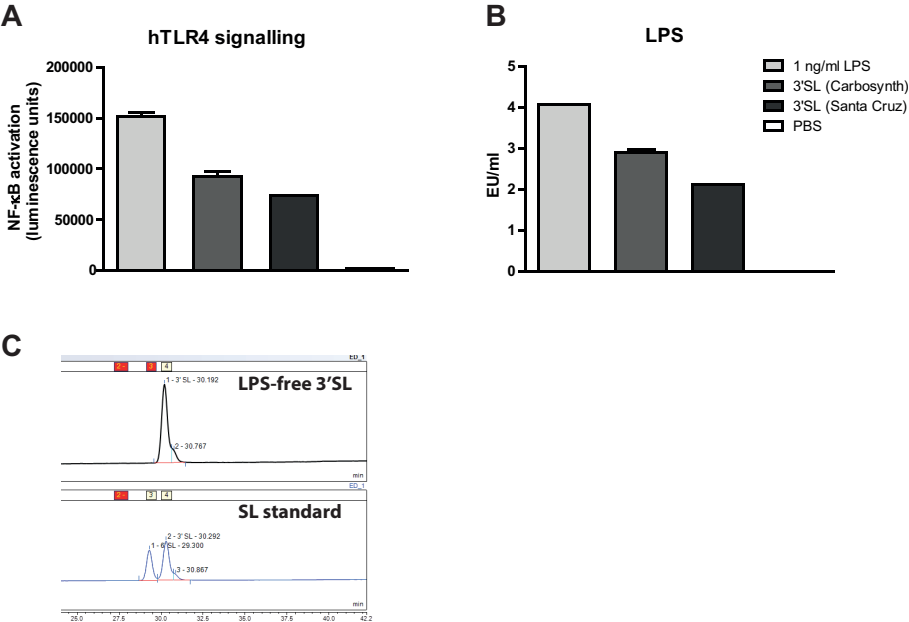 A
hTLR4 signalling
NF-κB activation
(luminescence units)
200000
150000
100000
50000
0
B
LPS
EU/ml
5
4
3
2
1
0
1 ng/ml LPS
3'SL (Carbosynth)
3'SL (Santa Cruz)
PBS
C
ED_1
2 - 3 4
LPS-free 3′SL
1 - 3' SL - 30.192
2 - 30.767
min
ED_1
2 - 3 4
SL standard
2 - 3' SL - 30.292
1 - 6' SL - 29.300
3 - 30.867
min
25.0 27.5 30.0 32.5 35.0 37.5 40.0 42.2